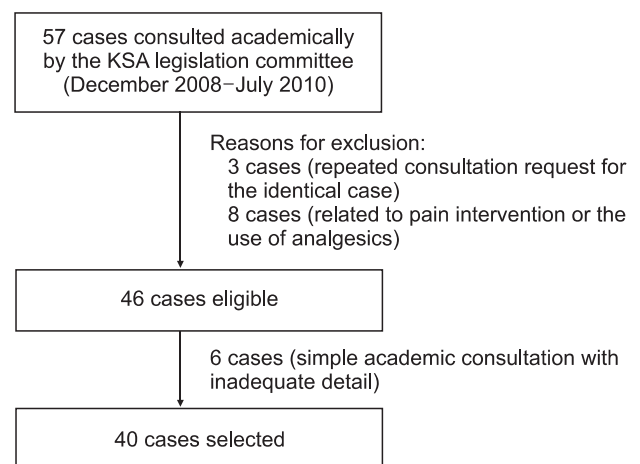 57 cases consulted academically
by the KSA legislation committee
(December 2008−July 2010)
Reasons for exclusion:
3 cases (repeated consultation request for
the identical case)
8 cases (related to pain intervention or the
use of analgesics)
46 cases eligible
6 cases (simple academic consultation with
inadequate detail)
40 cases selected